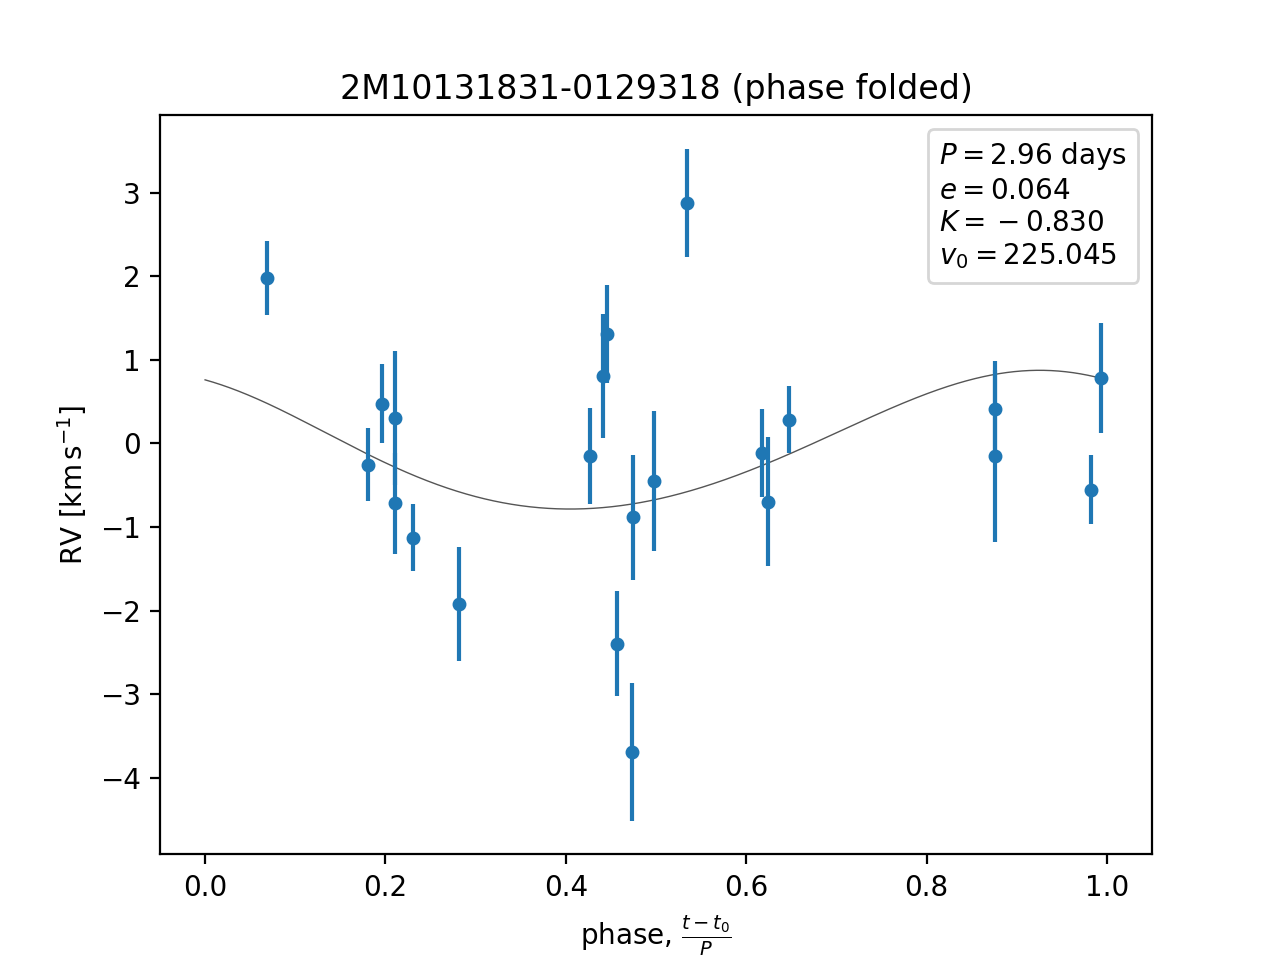 2M10131831-0129318 (phase folded)
P = 2.96 days
e = 0.064
K = −0.830
v₀ = 225.045
3
2
1
0
−1
−2
−3
−4
RV [km s⁻¹]
0.0 0.2 0.4 0.6 0.8 1.0
phase, (t − t₀)/P